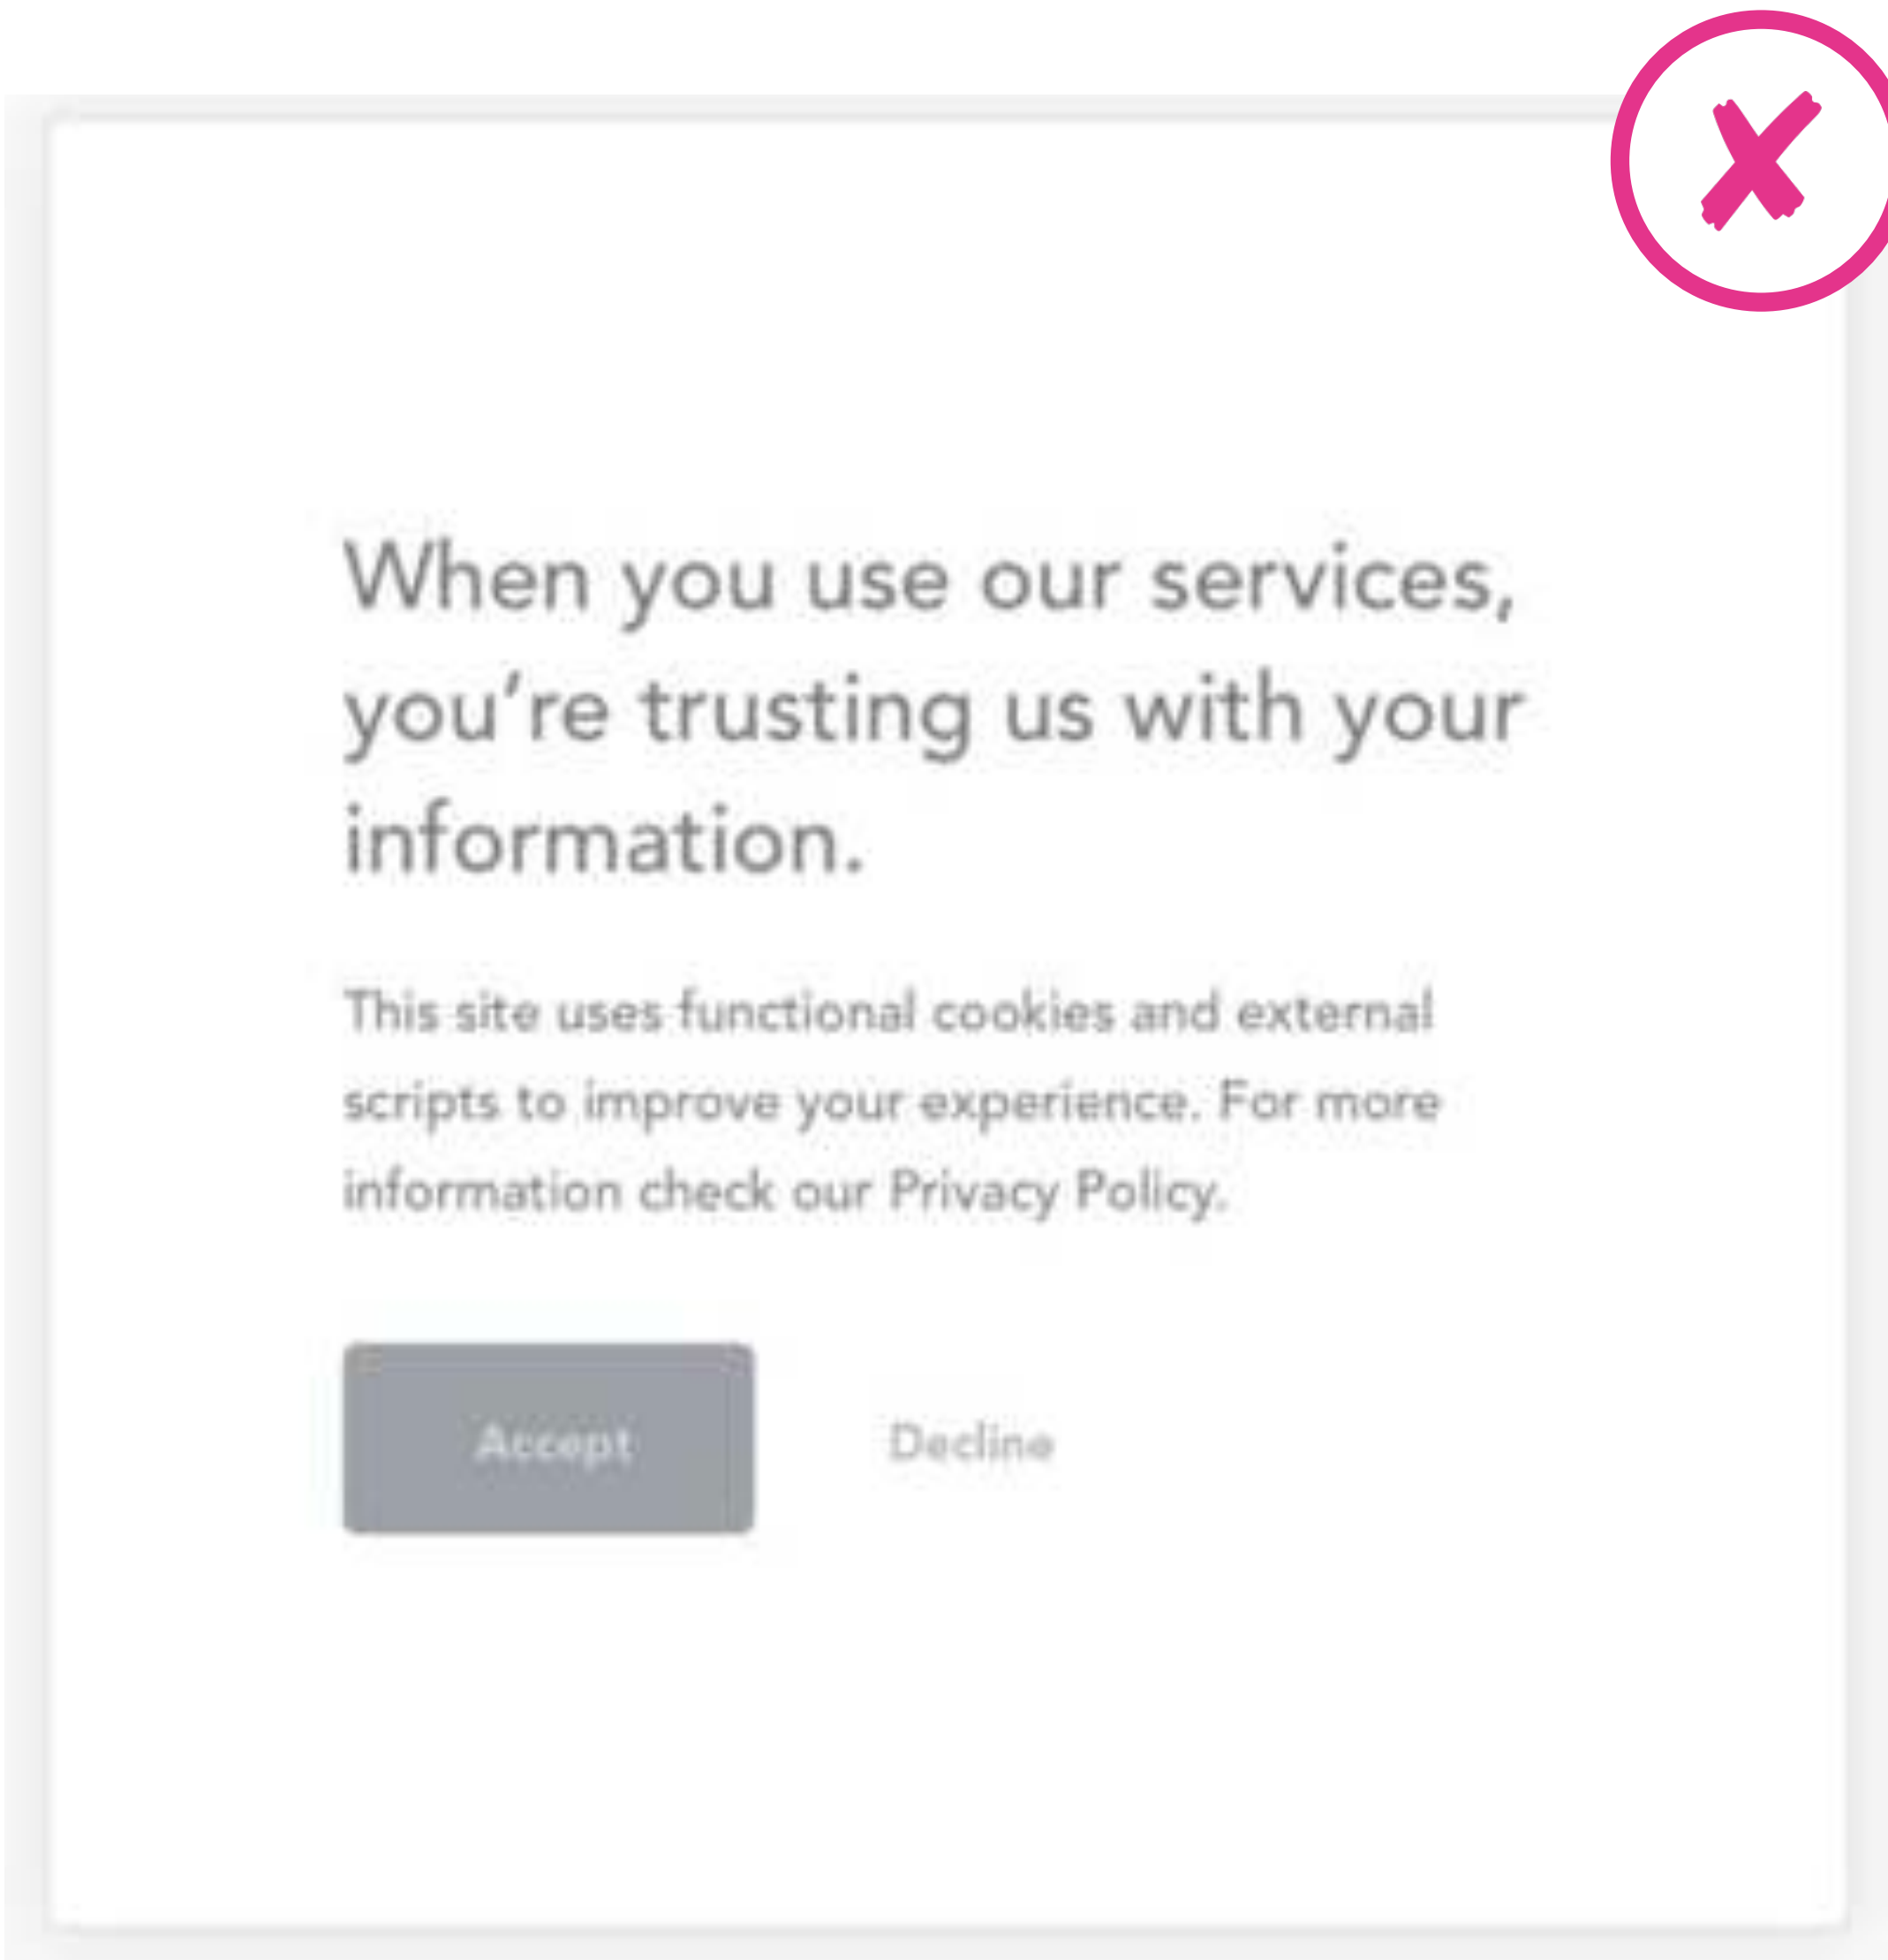 When you use our services,
you’re trusting us with your
information.
This site uses functional cookies and external
scripts to improve your experience. For more
information check our Privacy Policy.
Accept
Decline